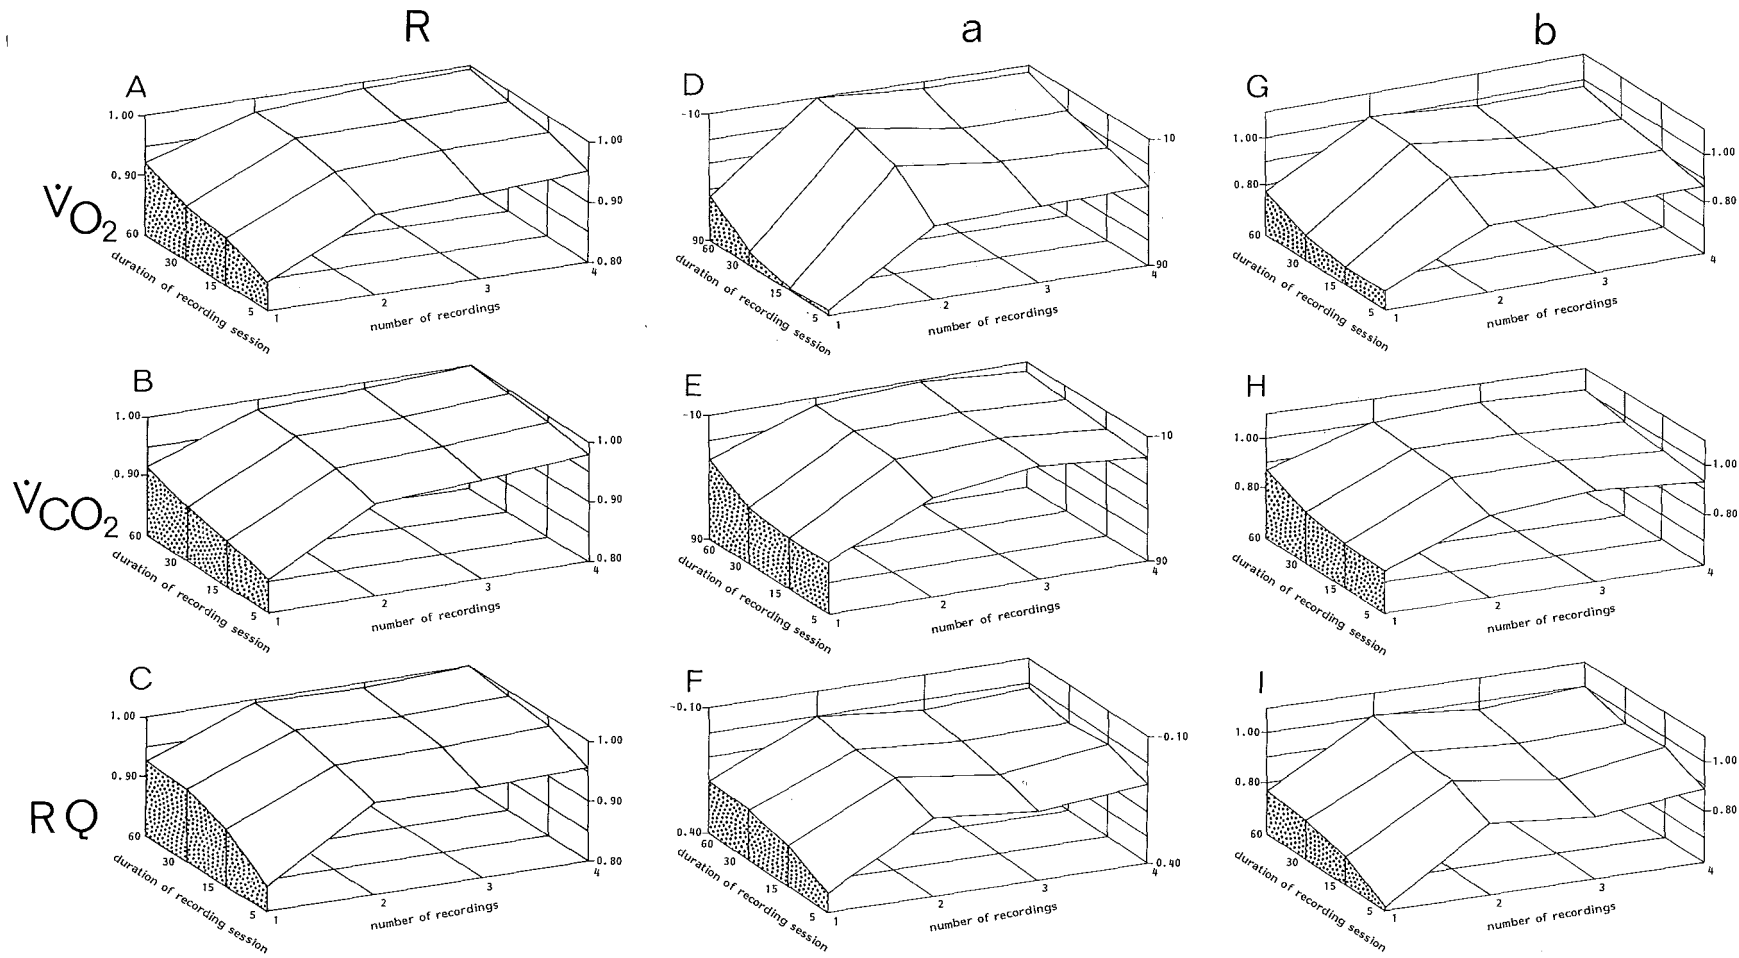 R a b
A D G
1.00 -10 1.00
0.90 0.80
1.00 -10 1.00
0.90 0.80
V̇O2
60 90 60
60
30 30 30
15 15 15
5 5 5
1 2 3 4 1 2 3 4 1 2 3 4
0.80 90
duration of recording session duration of recording session duration of recording session
number of recordings number of recordings number of recordings
B E H
1.00 -10 1.00
0.90 0.80
1.00 -10 1.00
0.90 0.80
V̇CO2
60 90 60
60
30 30 30
15 15 15
5 5 5
1 2 3 4 1 2 3 4 1 2 3 4
0.80 90
duration of recording session duration of recording session duration of recording session
number of recordings number of recordings number of recordings
C F I
1.00 -0.10 1.00
0.90 0.80
1.00 -0.10 1.00
0.90 0.80
RQ
60 0.40 60
60
30 30 30
15 15 15
5 5 5
1 2 3 4 1 2 3 4 1 2 3 4
0.80 0.40
duration of recording session duration of recording session duration of recording session
number of recordings number of recordings number of recordings